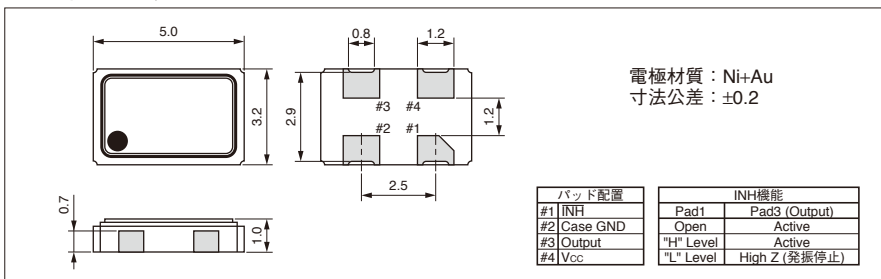 5.0
0.8
1.2
3.2
2.9
#3 #4
#2 #1
1.2
2.5
0.7
1.0
電極材質：Ni+Au
寸法公差：±0.2
パッド配置
#1 INH
#2 Case GND
#3 Output
#4 Vcc
INH機能
Pad1 Pad3 (Output)
Open Active
"H" Level Active
"L" Level High Z (発振停止)